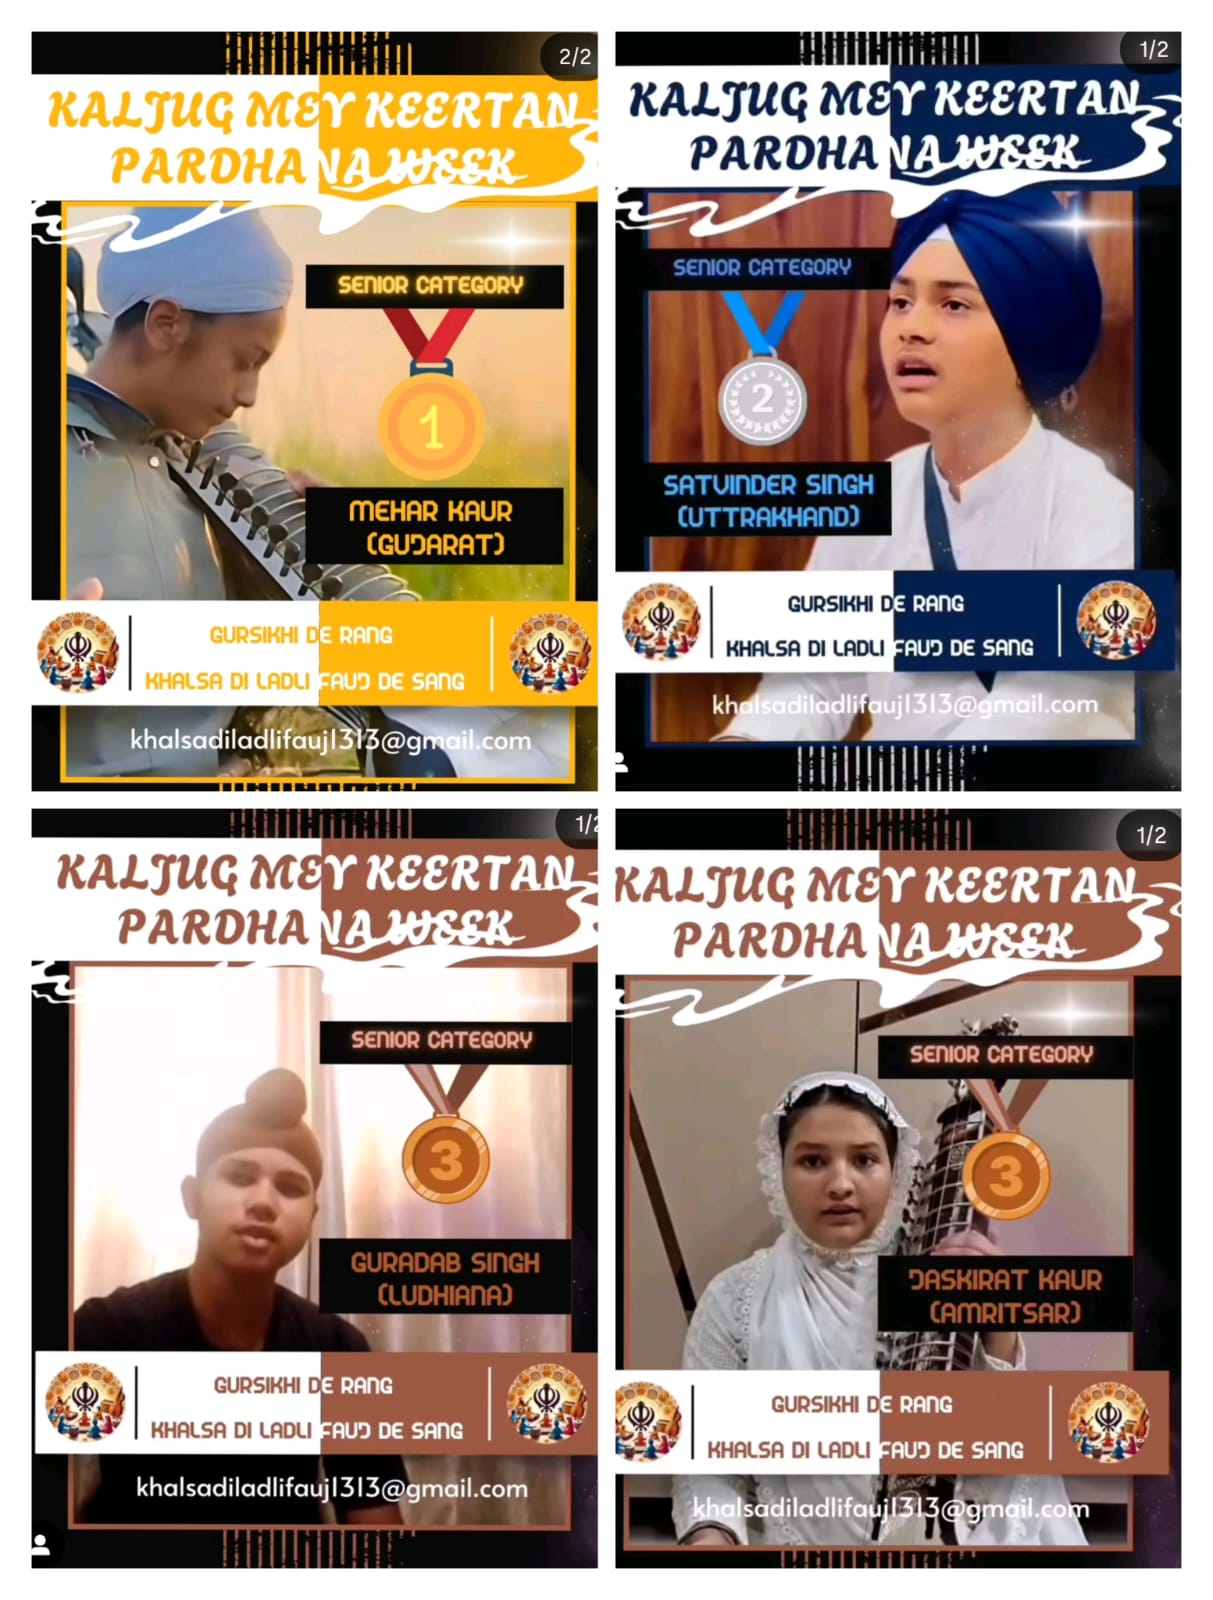 2/2
KALJUG MEY KEERTAN
PARDHANA WEEK
SENIOR CATEGORY
1
MEHAR KAUR
(GUJARAT)
GURSIKHI DE RANG
KHALSA DI LADLI FAUJ DE SANG
khalsadiladlifauj1313@gmail.com
1/2
KALJUG MEY KEERTAN
PARDHANA WEEK
SENIOR CATEGORY
2
SATVINDER SINGH
(UTTRAKHAND)
GURSIKHI DE RANG
KHALSA DI LADLI FAUJ DE SANG
khalsadiladlifauj1313@gmail.com
1/2
KALJUG MEY KEERTAN
PARDHANA WEEK
SENIOR CATEGORY
3
GURADAB SINGH
(LUDHIANA)
GURSIKHI DE RANG
KHALSA DI LADLI FAUJ DE SANG
khalsadiladlifauj1313@gmail.com
1/2
KALJUG MEY KEERTAN
PARDHANA WEEK
SENIOR CATEGORY
3
JASKIRAT KAUR
(AMRITSAR)
GURSIKHI DE RANG
KHALSA DI LADLI FAUJ DE SANG
khalsadiladlifauj1313@gmail.com